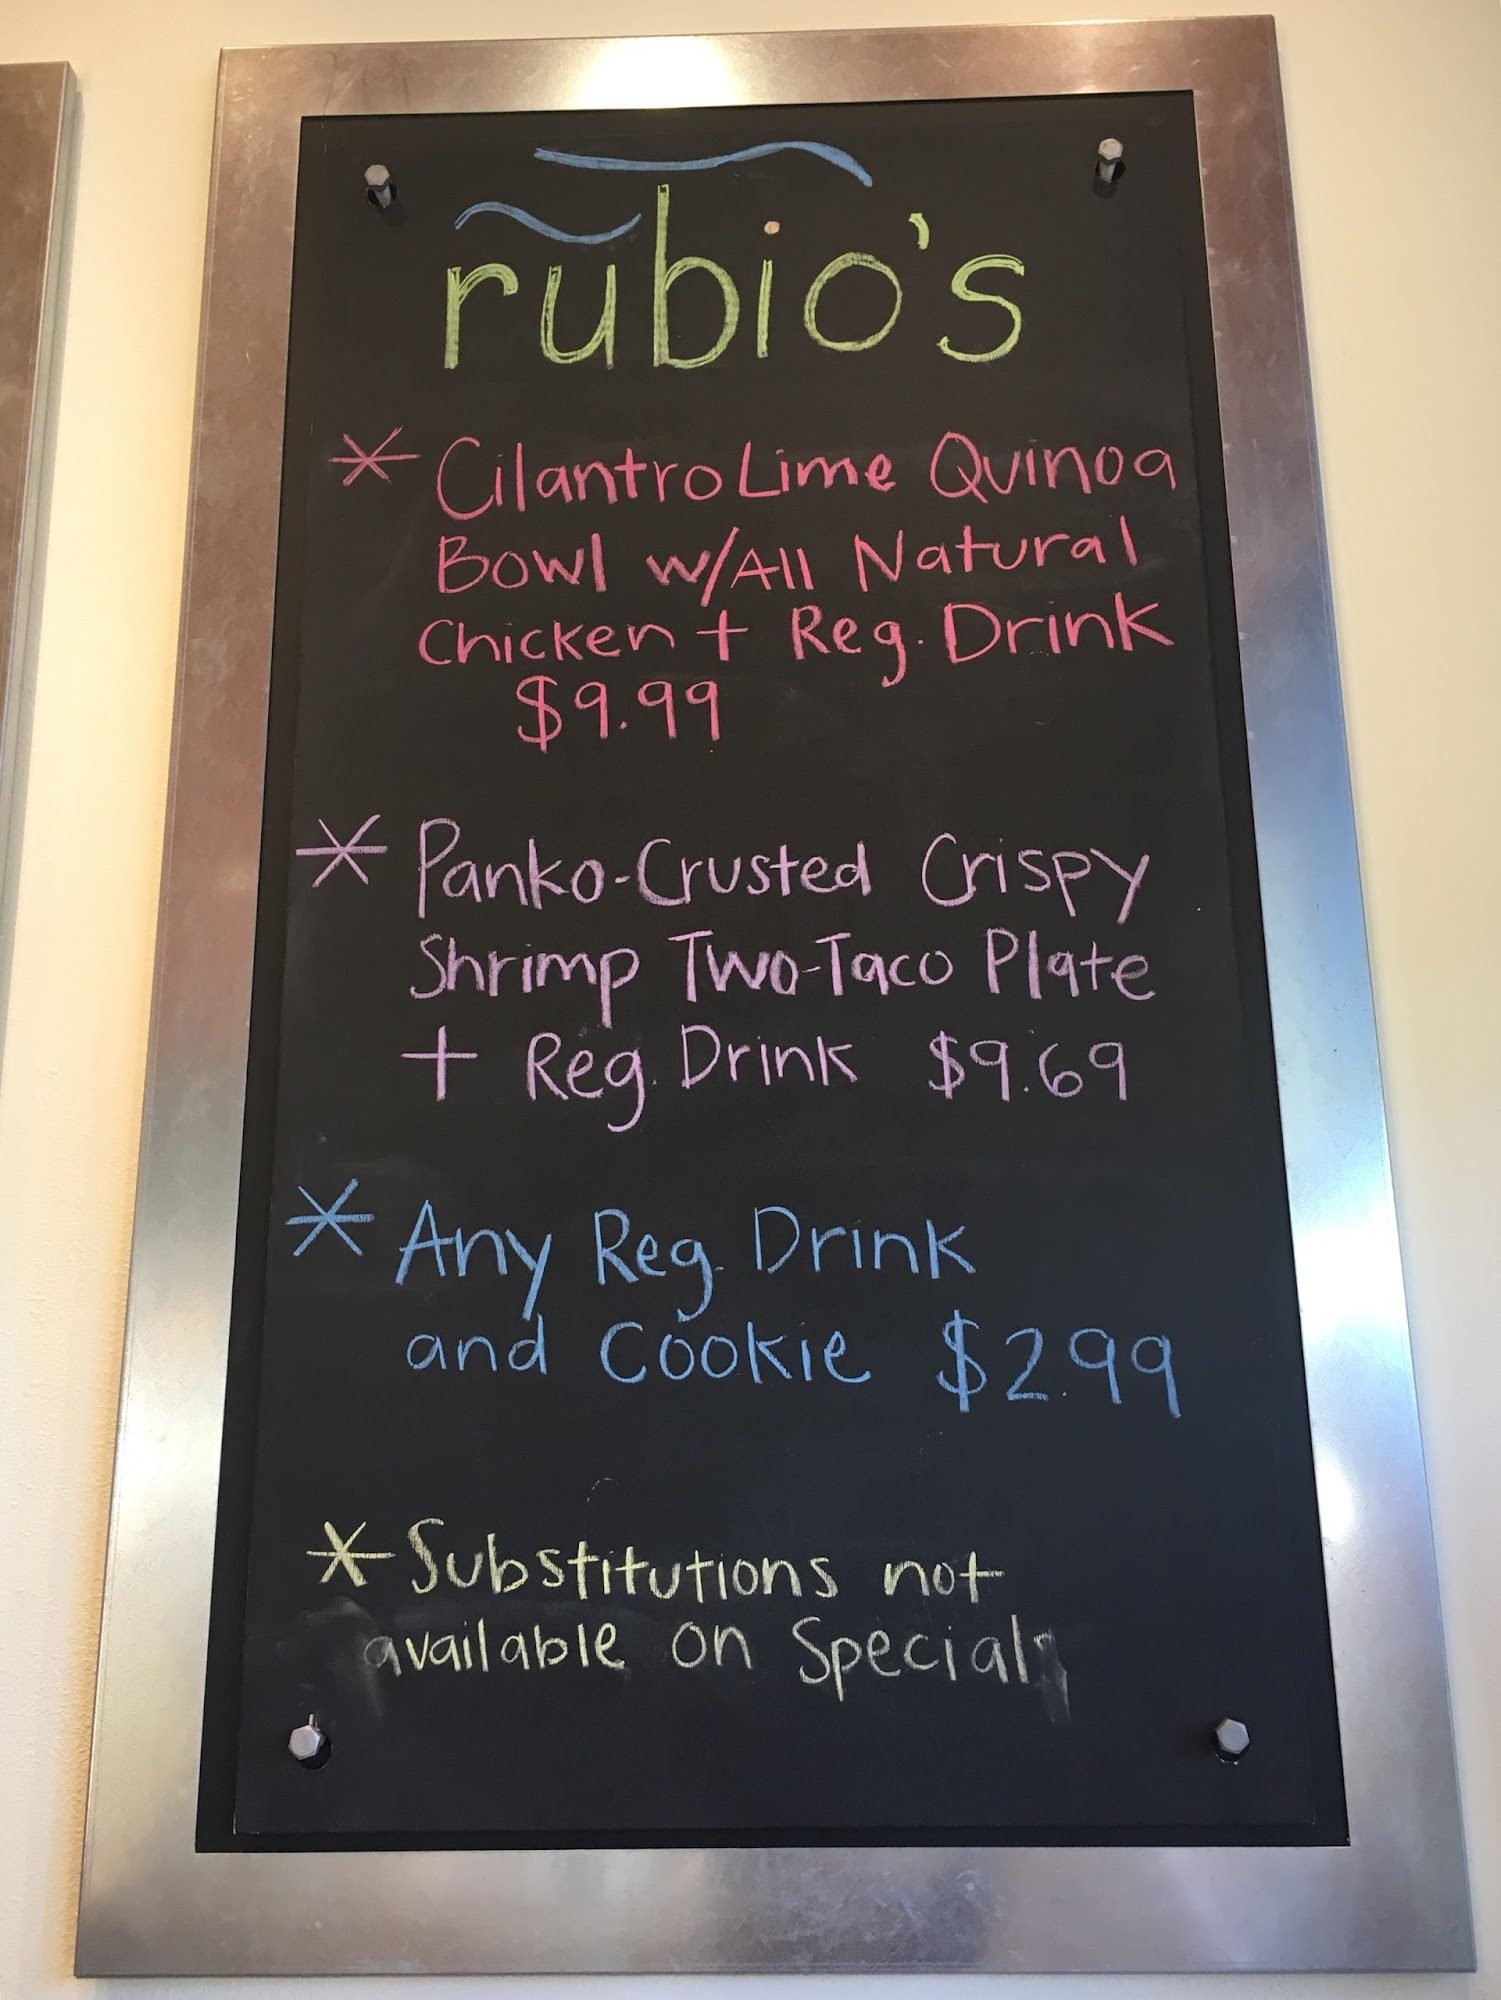 rubio's
* Cilantro Lime Quinoa
Bowl w/All Natural
Chicken + Reg. Drink
$9.99
* Panko-Crusted Crispy
Shrimp Two-Taco Plate
+ Reg. Drink $9.69
* Any Reg. Drink
and Cookie $2.99
* Substitutions not
available on Special